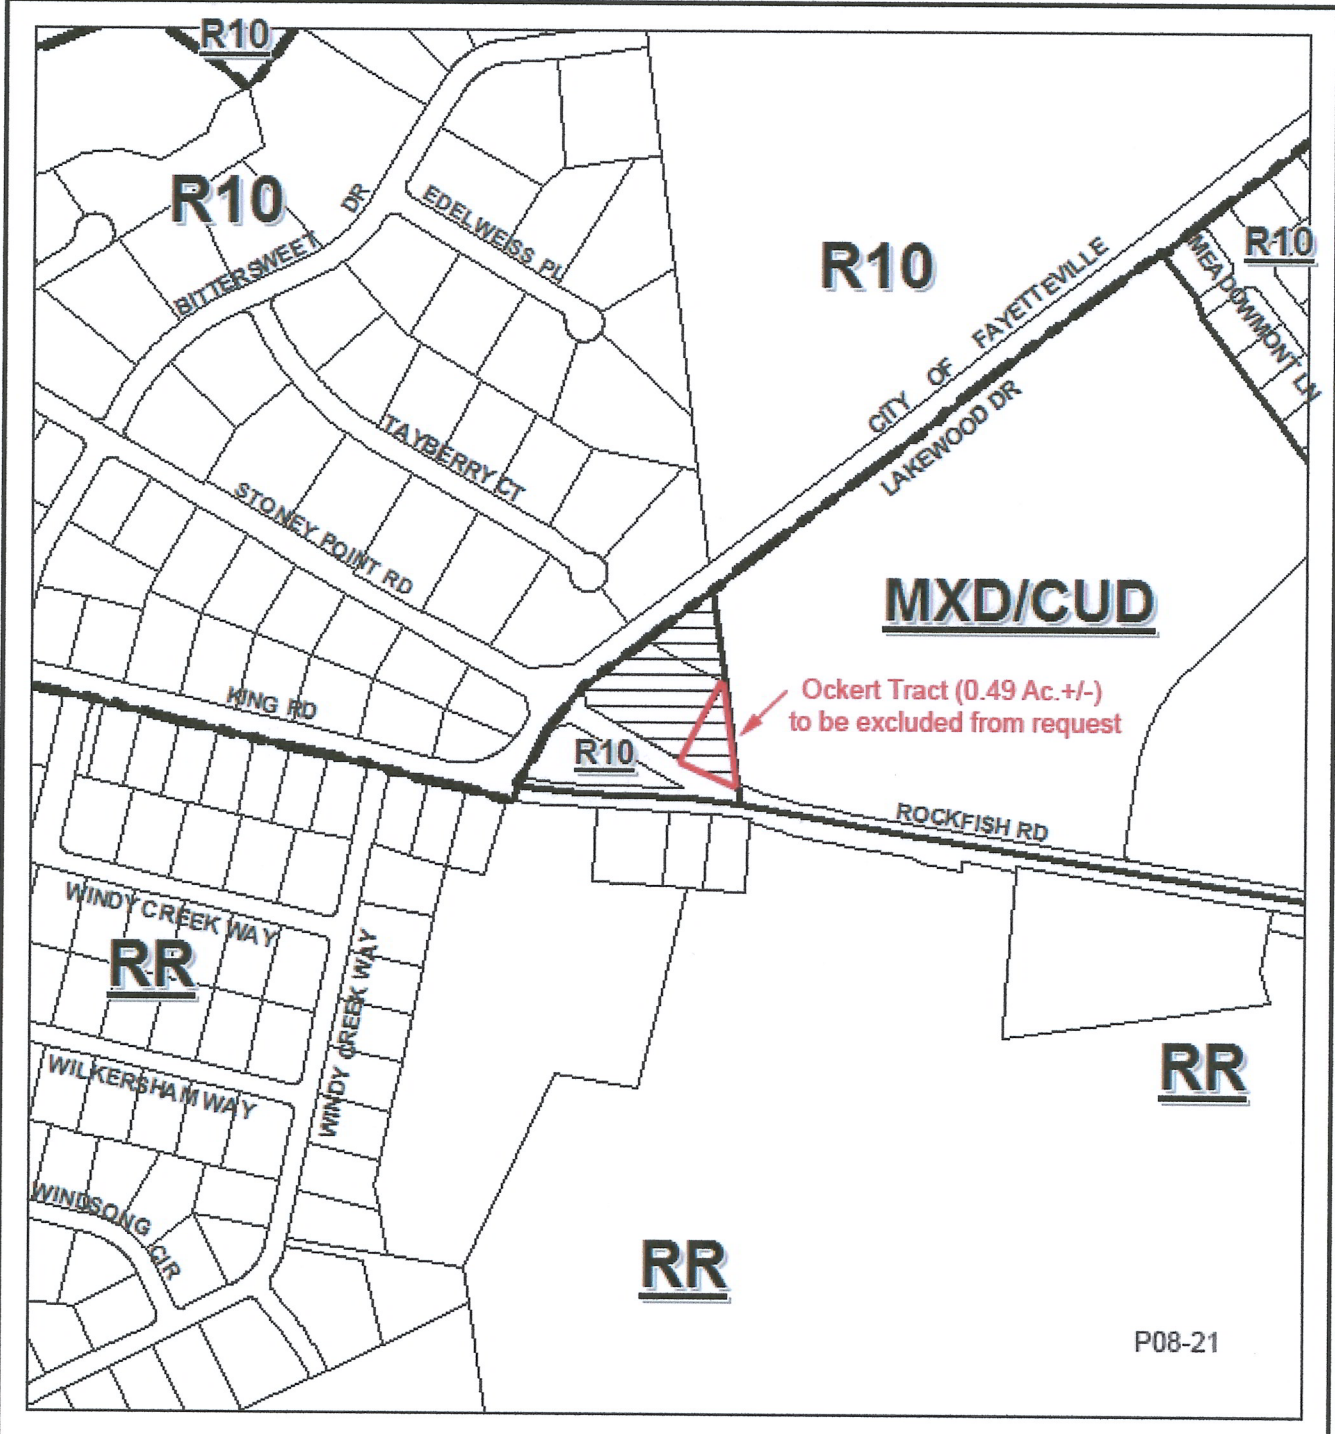 R10
R10
BITTERSWEET DR
EDELWEISS PL
R10
CITY OF FAYETTEVILLE
LAKEWOOD DR
R10
MEADOWMONT LN
TAYBERRY CT
STONEY POINT RD
MXD/CUD
KING RD
Ockert Tract (0.49 Ac.+/-)
to be excluded from request
R10
ROCKFISH RD
WINDY CREEK WAY
RR
WINDY CREEK WAY
WILKERSHAM WAY
RR
WINDSONG CIR
RR
P08-21